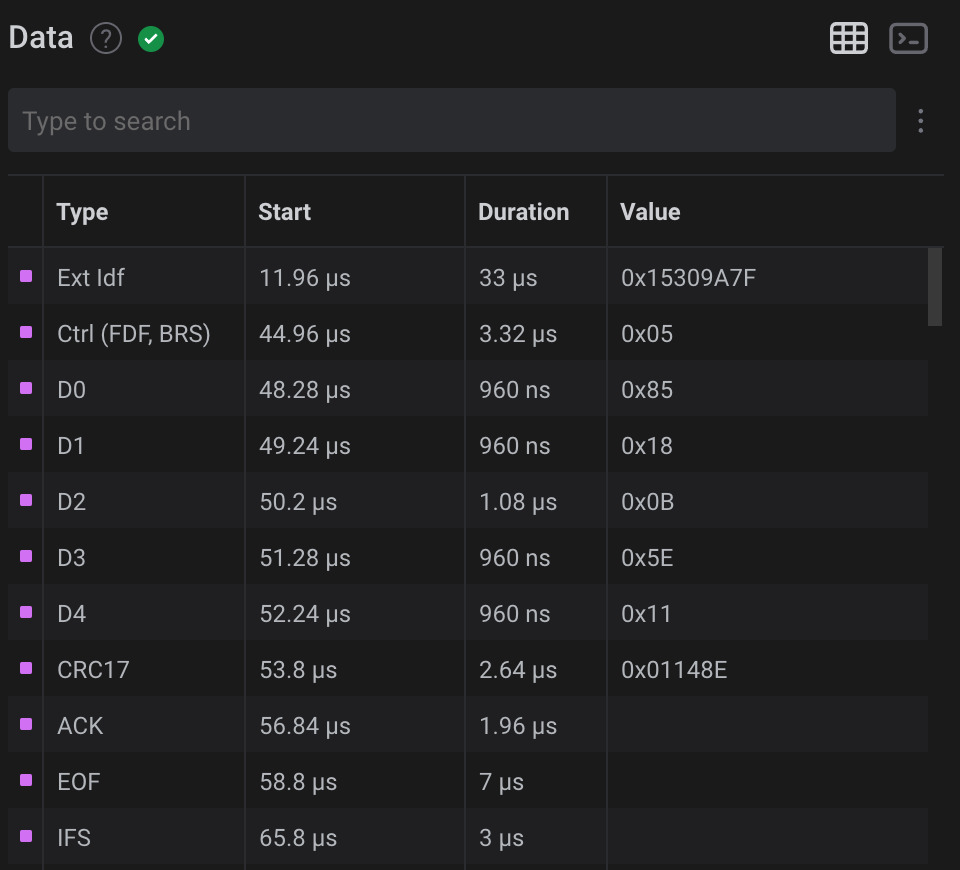 Data
Type to search
Type Start Duration Value
Ext Idf 11.96 μs 33 μs 0x15309A7F
Ctrl (FDF, BRS) 44.96 μs 3.32 μs 0x05
D0 48.28 μs 960 ns 0x85
D1 49.24 μs 960 ns 0x18
D2 50.2 μs 1.08 μs 0x0B
D3 51.28 μs 960 ns 0x5E
D4 52.24 μs 960 ns 0x11
CRC17 53.8 μs 2.64 μs 0x01148E
ACK 56.84 μs 1.96 μs
EOF 58.8 μs 7 μs
IFS 65.8 μs 3 μs